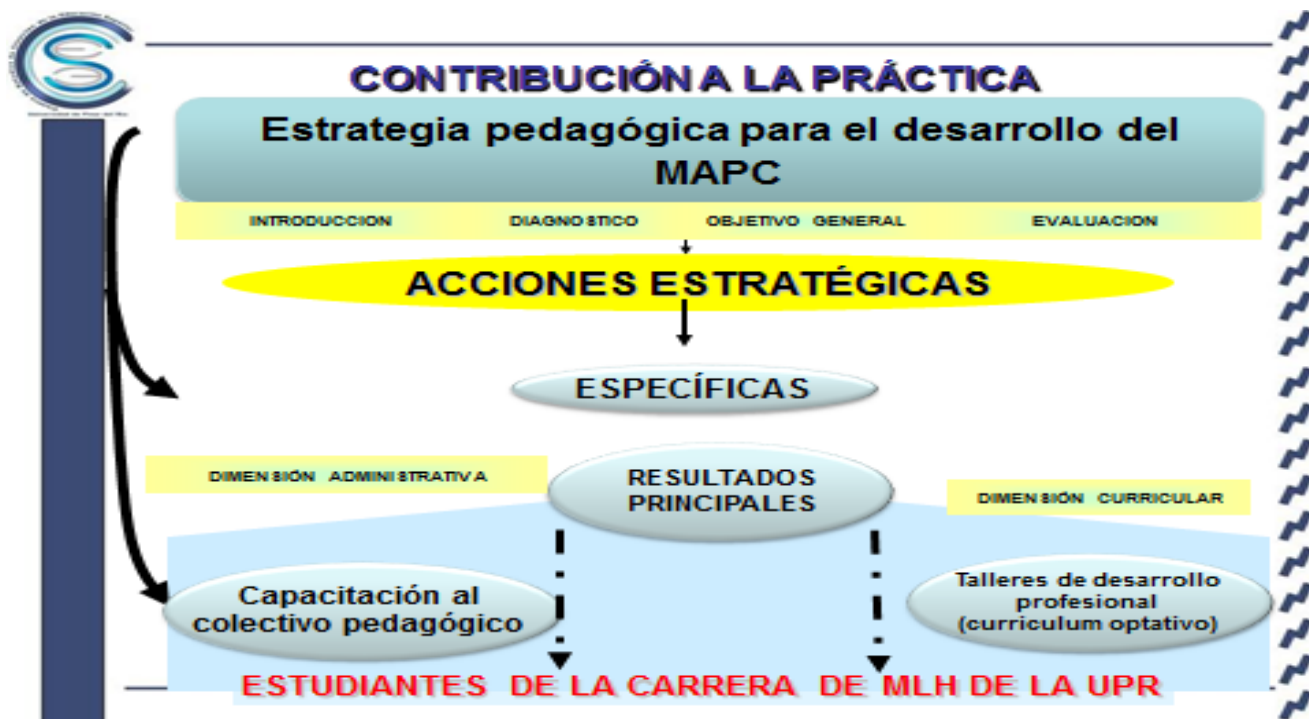 CONTRIBUCIÓN A LA PRÁCTICA
Estrategia pedagógica para el desarrollo del
MAPC
INTRODUCCION DIAGNOSTICO OBJETIVO GENERAL EVALUACION
ACCIONES ESTRATÉGICAS
ESPECÍFICAS
DIMENSIÓN ADMINISTRATIVA
RESULTADOS
PRINCIPALES
DIMENSIÓN CURRICULAR
Capacitación al
colectivo pedagógico
Talleres de desarrollo
profesional
(curriculum optativo)
ESTUDIANTES DE LA CARRERA DE MLH DE LA UPR